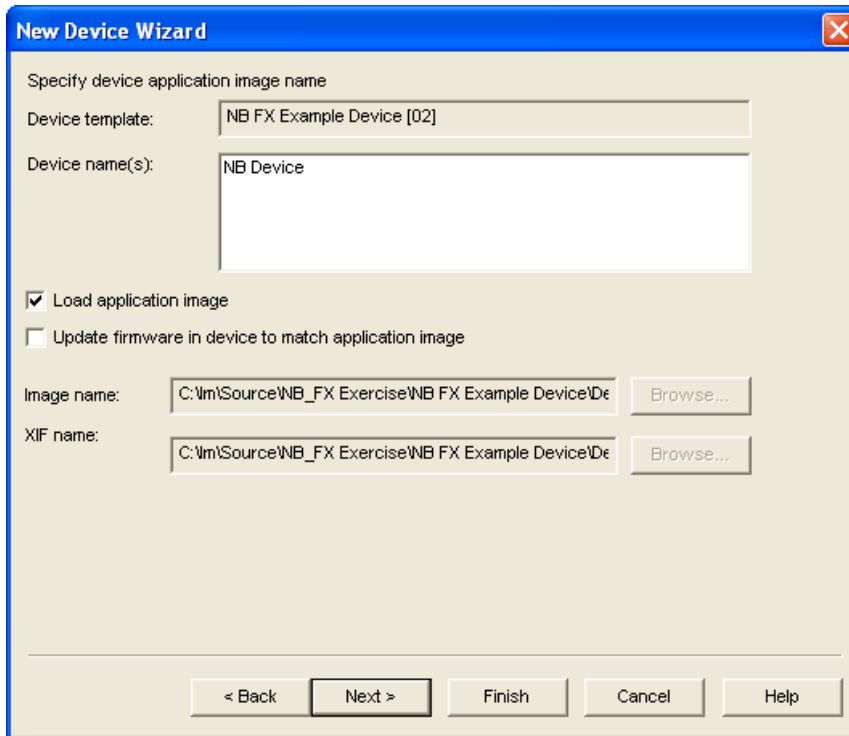 New Device Wizard
Specify device application image name
Device template: NB FX Example Device [02]
Device name(s): NB Device
Load application image
Update firmware in device to match application image
Image name: C:\lm\Source\NB_FX Exercise\NB FX Example Device\De Browse...
XIF name: C:\lm\Source\NB_FX Exercise\NB FX Example Device\De Browse...
< Back Next > Finish Cancel Help